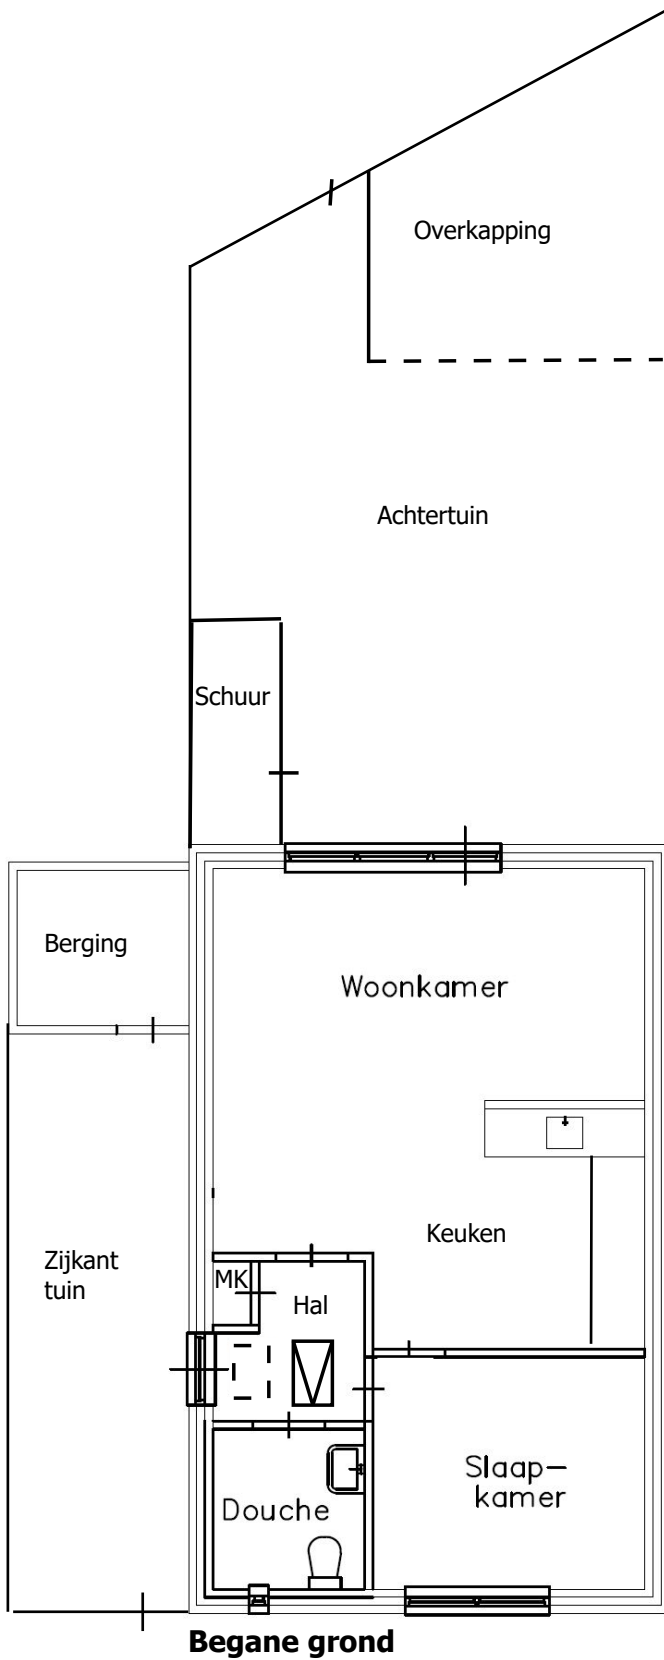 Overkapping
Achtertuin
Schuur
Berging
Woonkamer
Keuken
Zijkant
tuin
MK
Hal
Slaap-
kamer
Douche
Begane grond